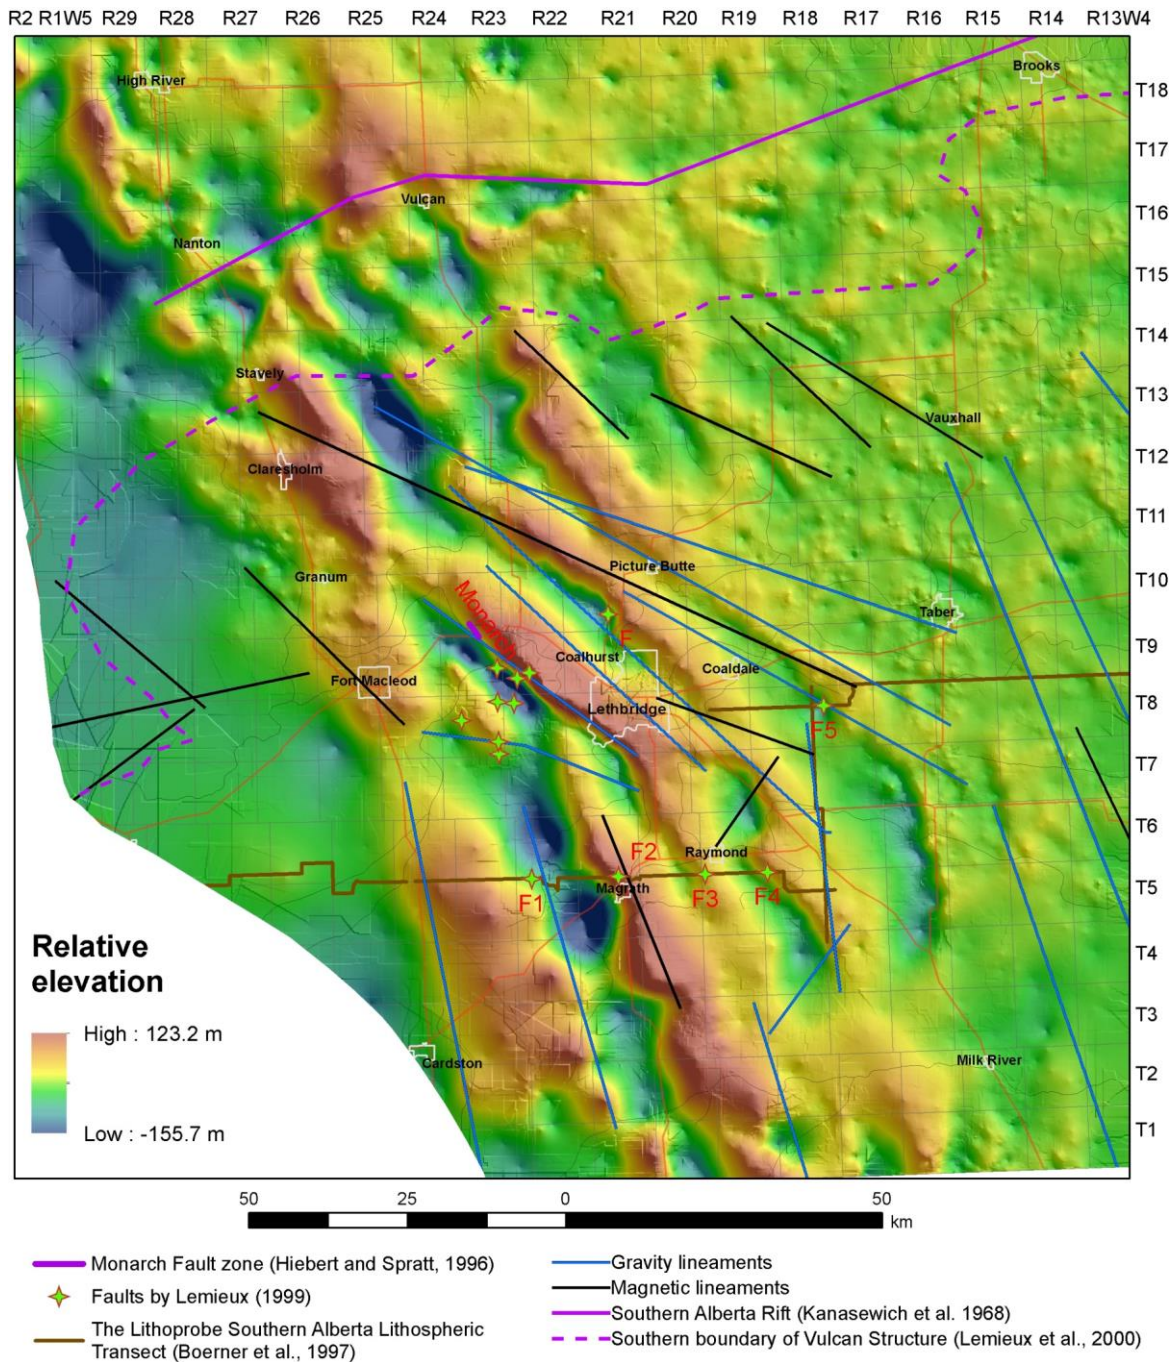 R2 R1W5 R29 R28 R27 R26 R25 R24 R23 R22 R21 R20 R19 R18 R17 R16 R15 R14 R13W4
High River
Brooks
T18
T17
Vulcan
T16
Nanton
T15
T14
Stavely
T13
Vauxhall
Claresholm
T12
T11
Picture Butte
Granum
T10
Monarch
Taber
F
T9
Coalhurst
Coaldale
Fort Macleod
Lethbridge
T8
F5
T7
T6
F2
Raymond
Magrath
T5
F1
F3
F4
Relative
elevation
T4
High : 123.2 m
T3
Cardston
Milk River
T2
Low : -155.7 m
T1
50 25 0 50
km
Monarch Fault zone (Hiebert and Spratt, 1996)
Faults by Lemieux (1999)
The Lithoprobe Southern Alberta Lithospheric
Transect (Boerner et al., 1997)
Gravity lineaments
Magnetic lineaments
Southern Alberta Rift (Kanasewich et al. 1968)
Southern boundary of Vulcan Structure (Lemieux et al., 2000)